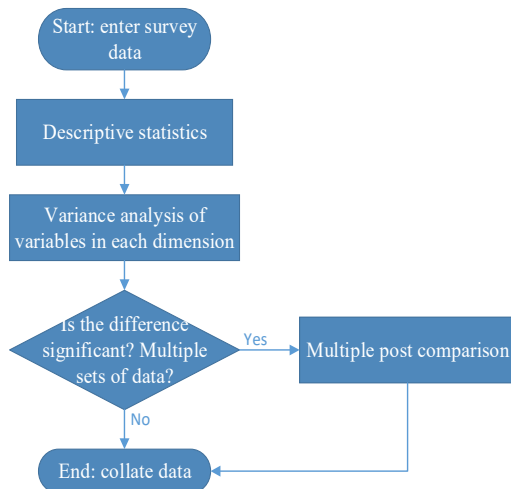 Start: enter survey
data
Descriptive statistics
Variance analysis of
variables in each dimension
Is the difference
significant? Multiple
sets of data?
Yes
Multiple post comparison
No
End: collate data